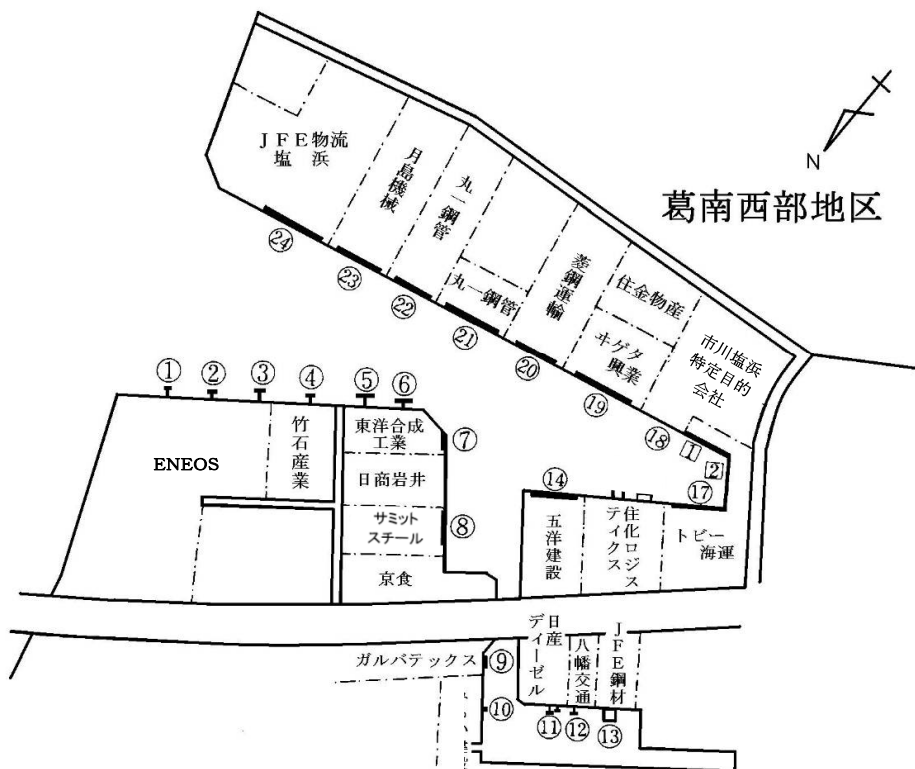 N
葛南西部地区
JFE物流
塩浜
月島機械
丸一鋼管
丸一鋼管
菱鋼運輸
住金物産
ヰゲタ
興業
市川塩浜
特定目的
会社
㉔
㉓
㉒
㉑
⑳
⑲
⑱
1
2
⑰
①
②
③
④
⑤
⑥
ENEOS
竹石産業
東洋合成
工業
⑦
日商岩井
サミット
スチール
⑧
京食
⑭
五洋建設
住化ロジス
ティクス
トピー
海運
ガルバテックス
⑨
⑩
日産
ディーゼル
八幡交通
JFE鋼材
⑪
⑫
⑬